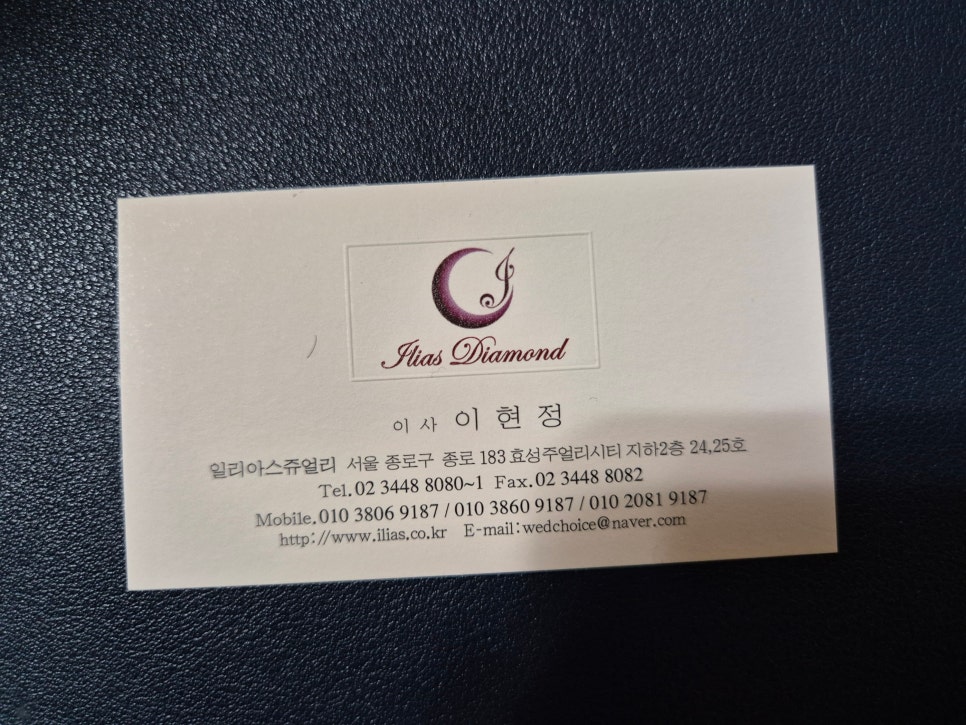 Ilias Diamond
이사 이현정
일리아스쥬얼리 서울 종로구 종로 183 효성주얼리시티 지하2층 24,25호
Tel.02 3448 8080~1 Fax.02 3448 8082
Mobile.010 3806 9187 / 010 3860 9187 / 010 2081 9187
http://www.ilias.co.kr E-mail:wedchoice@naver.com